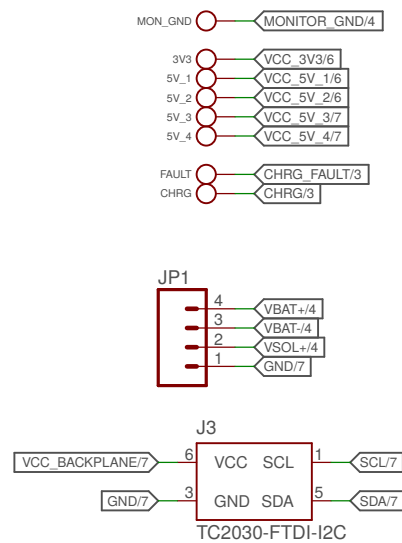 MON_GND MONITOR_GND/4
3V3 VCC_3V3/6
5V_1 VCC_5V_1/6
5V_2 VCC_5V_2/6
5V_3 VCC_5V_3/7
5V_4 VCC_5V_4/7
FAULT CHRG_FAULT/3
CHRG CHRG/3
JP1
4 VBAT+/4
3 VBAT-/4
2 VSOL+/4
1 GND/7
J3
VCC_BACKPLANE/7 6 VCC SCL 1 SCL/7
GND/7 3 GND SDA 5 SDA/7
TC2030-FTDI-I2C